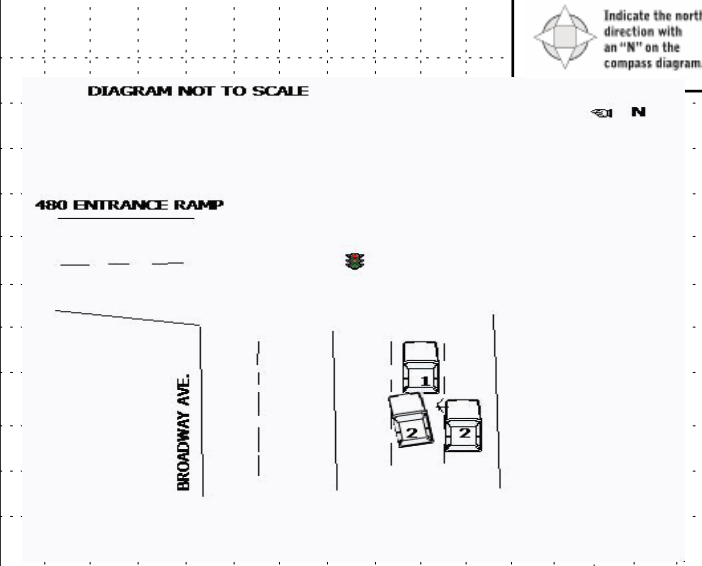 Indicate the north
direction with
an "N" on the
compass diagram.
DIAGRAM NOT TO SCALE
N
480 ENTRANCE RAMP
1
2
2
BROADWAY AVE.